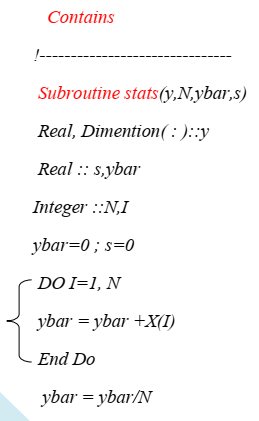 Contains
!-------------------------------
Subroutine stats(y,N,ybar,s)
Real, Dimention( : )::y
Real :: s,ybar
Integer ::N,I
ybar=0 ; s=0
DO I=1, N
ybar = ybar +X(I)
End Do
ybar = ybar/N